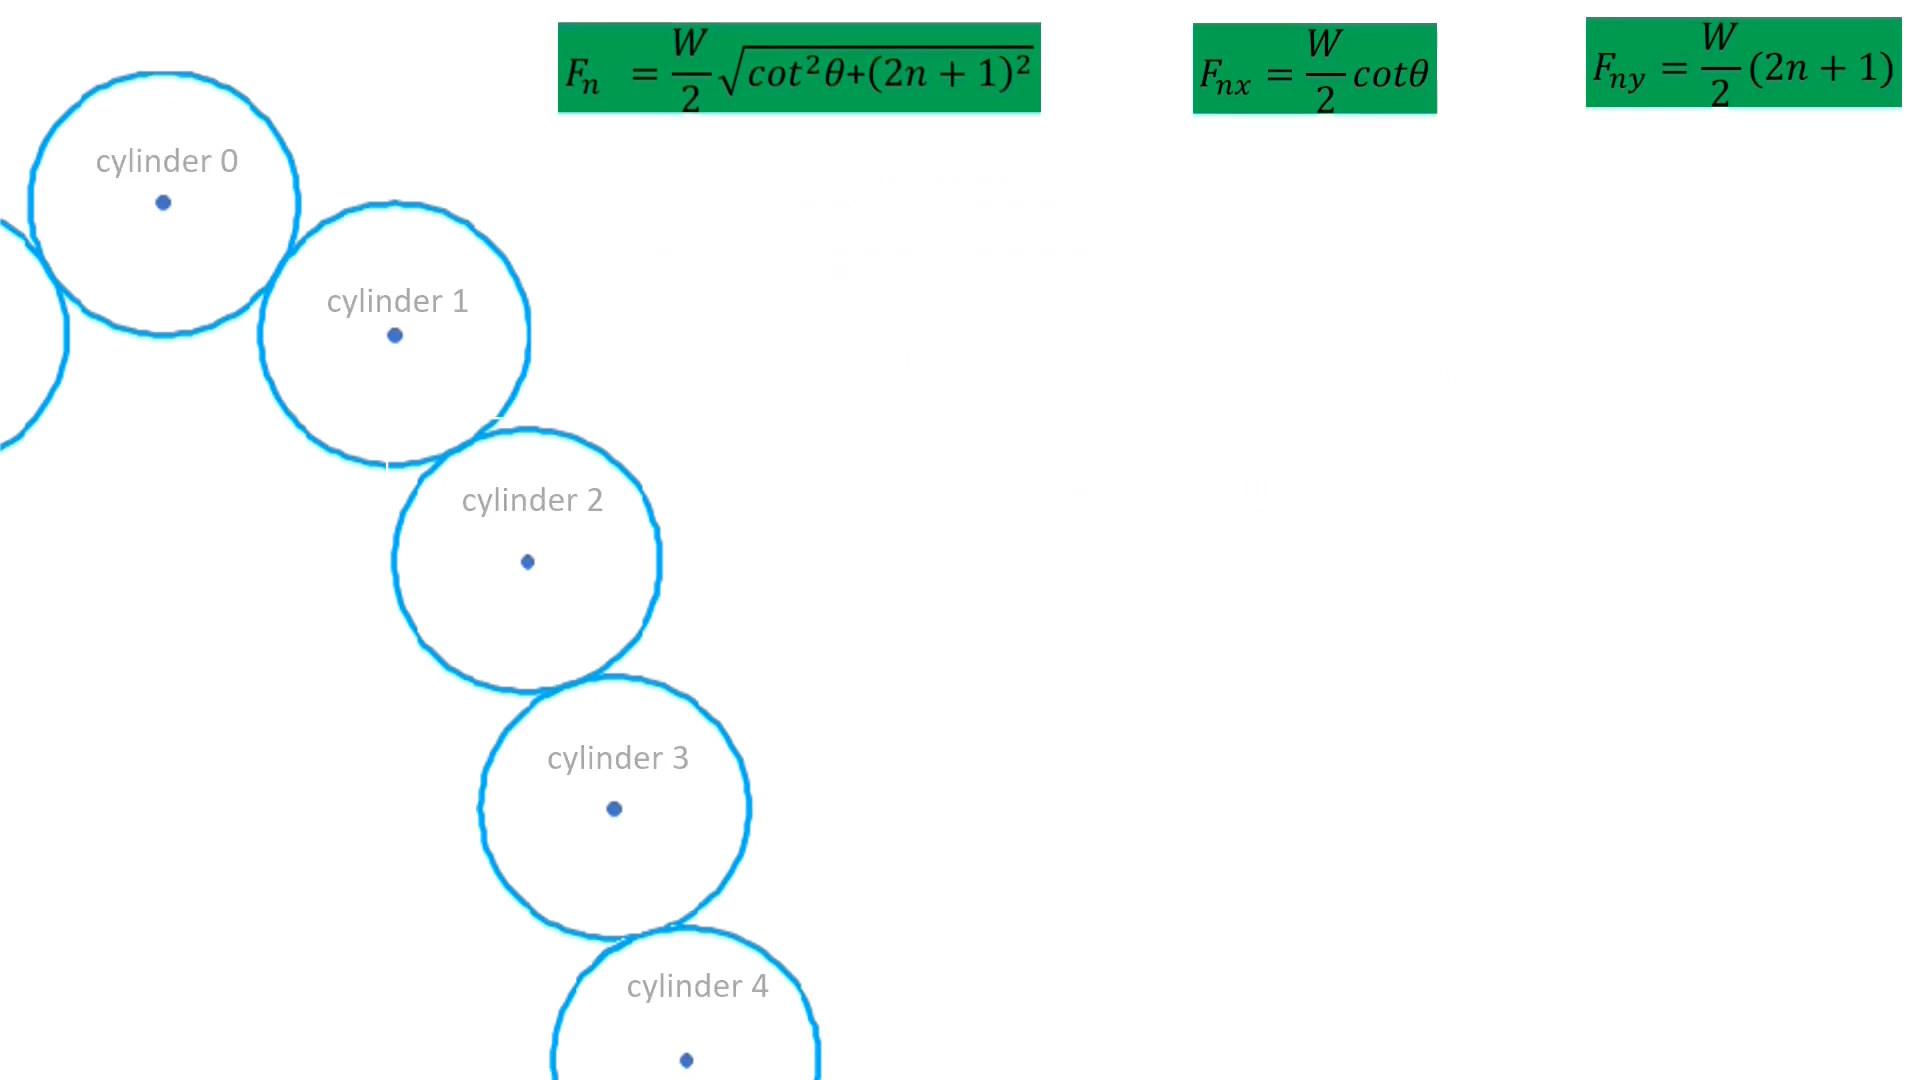 F_n = W/2 √(cot²θ+(2n + 1)²)
F_nx = W/2 cotθ
F_ny = W/2 (2n + 1)
cylinder 0
cylinder 1
cylinder 2
cylinder 3
cylinder 4